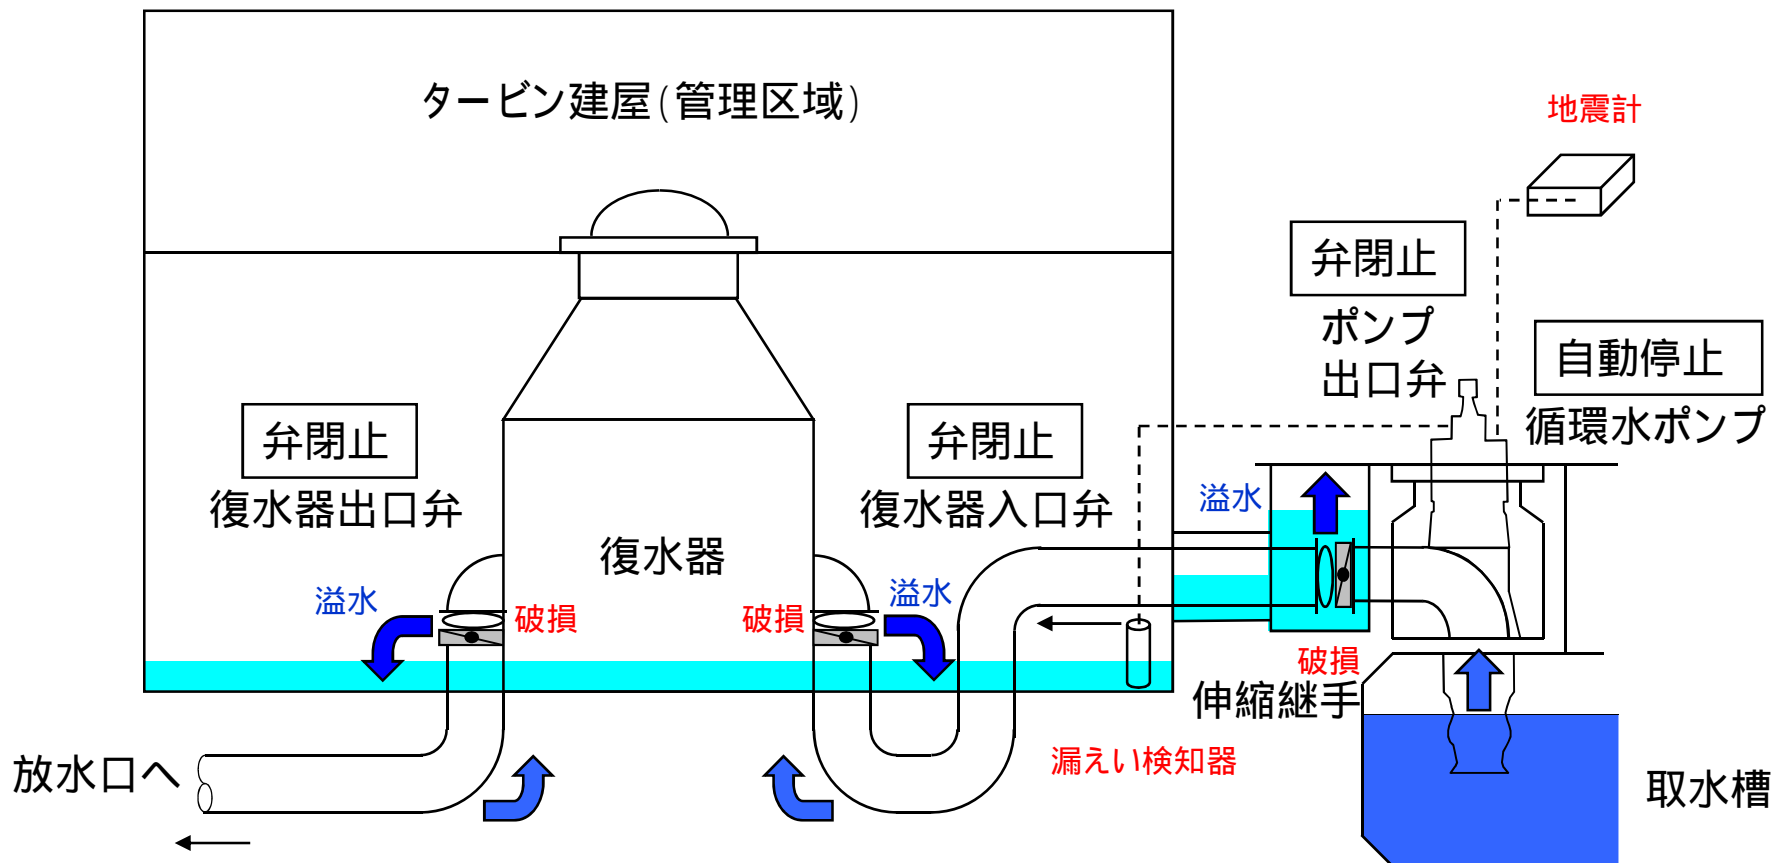 タービン建屋(管理区域)
地震計
弁閉止
ポンプ
出口弁
自動停止
循環水ポンプ
弁閉止
復水器出口弁
弁閉止
復水器入口弁
溢水
復水器
溢水
破損
破損
溢水
破損
伸縮継手
漏えい検知器
放水口へ
取水槽